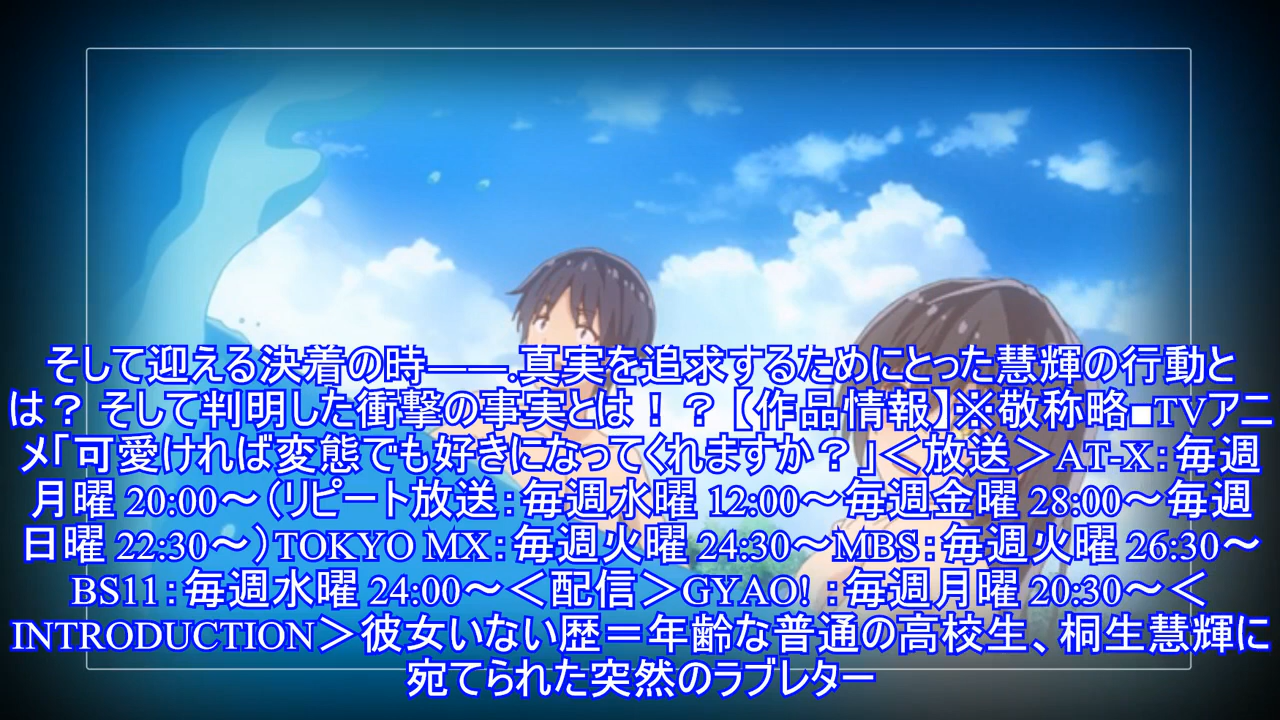 そして迎える決着の時――.真実を追求するためにとった慧輝の行動と
は？ そして判明した衝撃の事実とは！？【作品情報】※敬称略■TVアニ
メ「可愛ければ変態でも好きになってくれますか？」＜放送＞AT-X：毎週
月曜 20:00～（リピート放送：毎週水曜 12:00～毎週金曜 28:00～毎週
日曜 22:30～）TOKYO MX：毎週火曜 24:30～MBS：毎週火曜 26:30～
BS11：毎週水曜 24:00～＜配信＞GYAO!：毎週月曜 20:30～＜
INTRODUCTION＞彼女いない歴＝年齢な普通の高校生、桐生慧輝に
宛てられた突然のラブレター